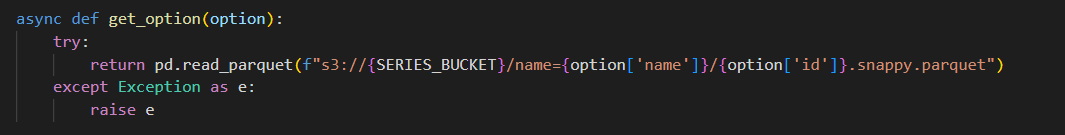 async def get_option(option):
    try:
        return pd.read_parquet(f"s3://{SERIES_BUCKET}/name={option['name']}/{option['id']}.snappy.parquet")
    except Exception as e:
        raise e